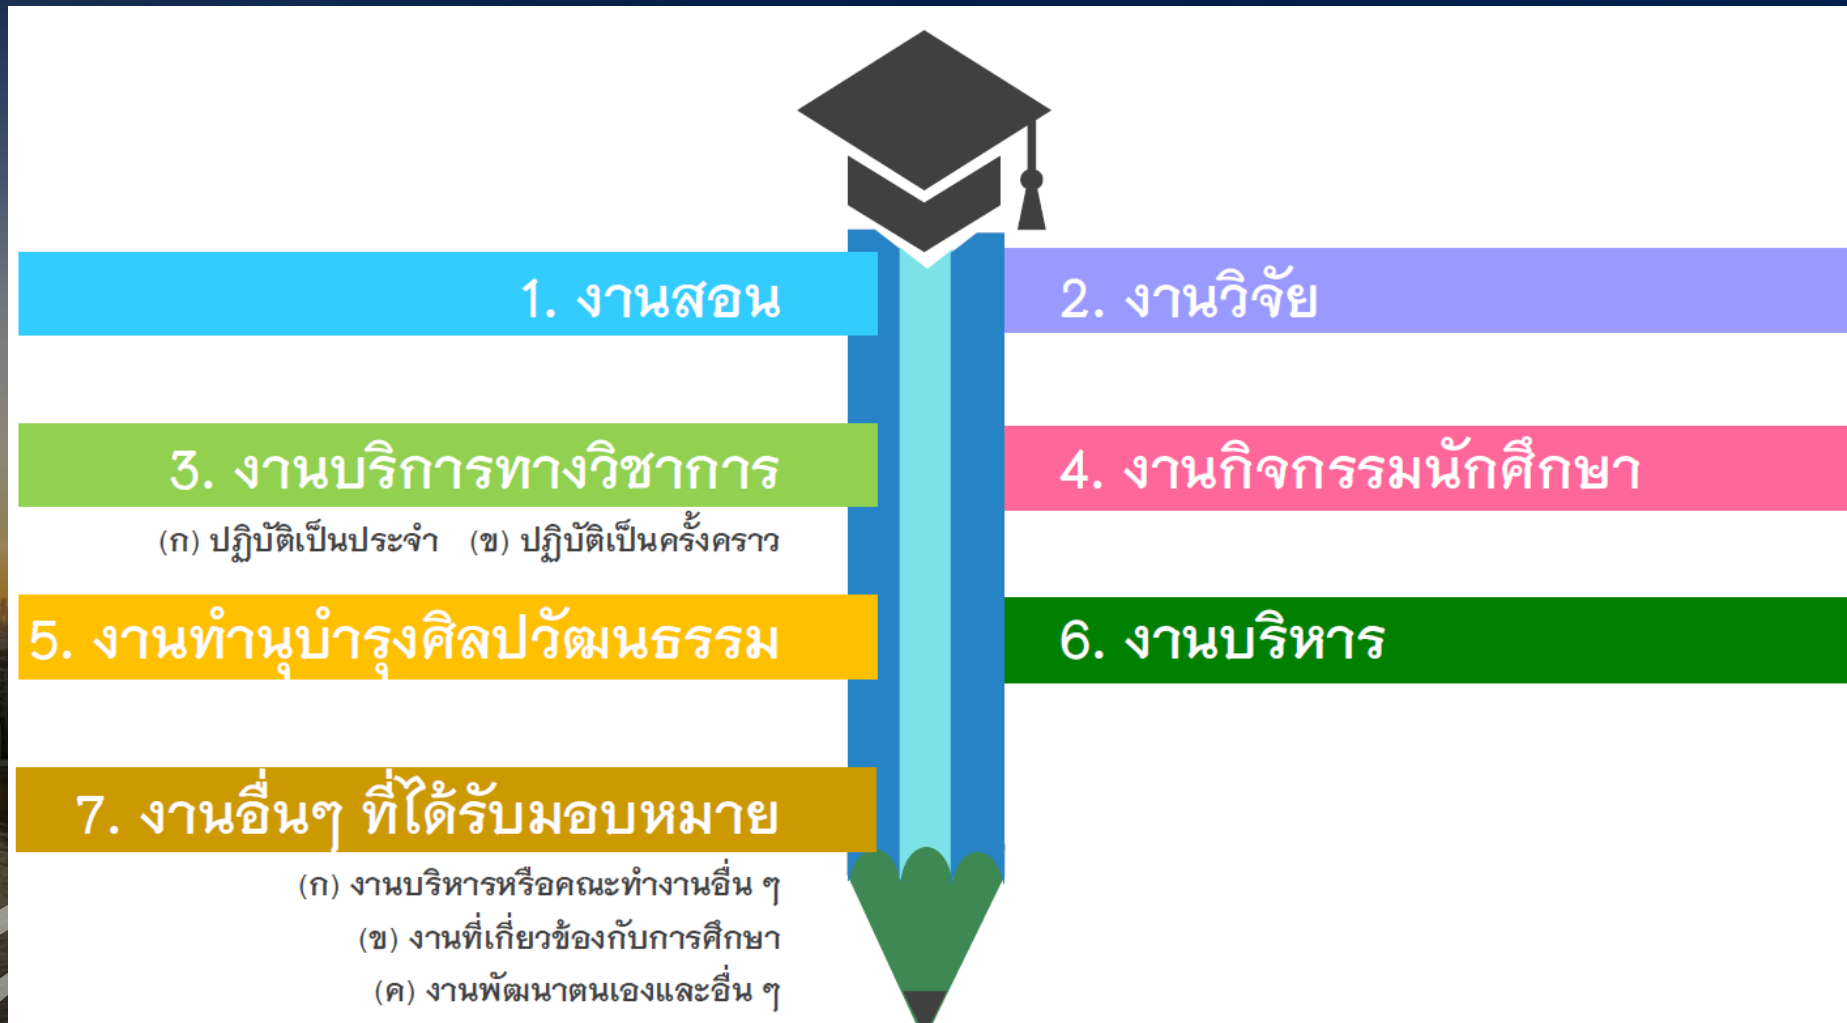 1. งานสอน
2. งานวิจัย
3. งานบริการทางวิชาการ
(ก) ปฏิบัติเป็นประจำ (ข) ปฏิบัติเป็นครั้งคราว
4. งานกิจกรรมนักศึกษา
5. งานทำนุบำรุงศิลปวัฒนธรรม
6. งานบริหาร
7. งานอื่นๆ ที่ได้รับมอบหมาย
(ก) งานบริหารหรือคณะทำงานอื่น ๆ
(ข) งานที่เกี่ยวข้องกับการศึกษา
(ค) งานพัฒนาตนเองและอื่น ๆ